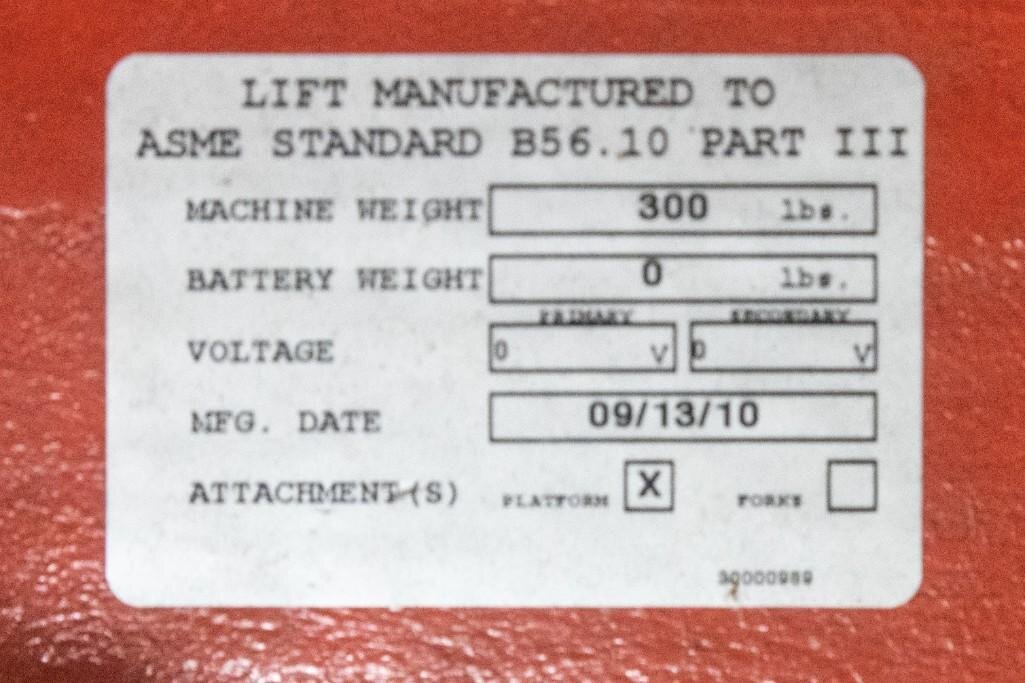 LIFT MANUFACTURED TO
ASME STANDARD B56.10 PART III
MACHINE WEIGHT 300 lbs.
BATTERY WEIGHT 0 lbs.
PRIMARY SECONDARY
VOLTAGE 0 V 0 V
MFG. DATE 09/13/10
ATTACHMENT(S) PLATFORM X FORKS
30000989